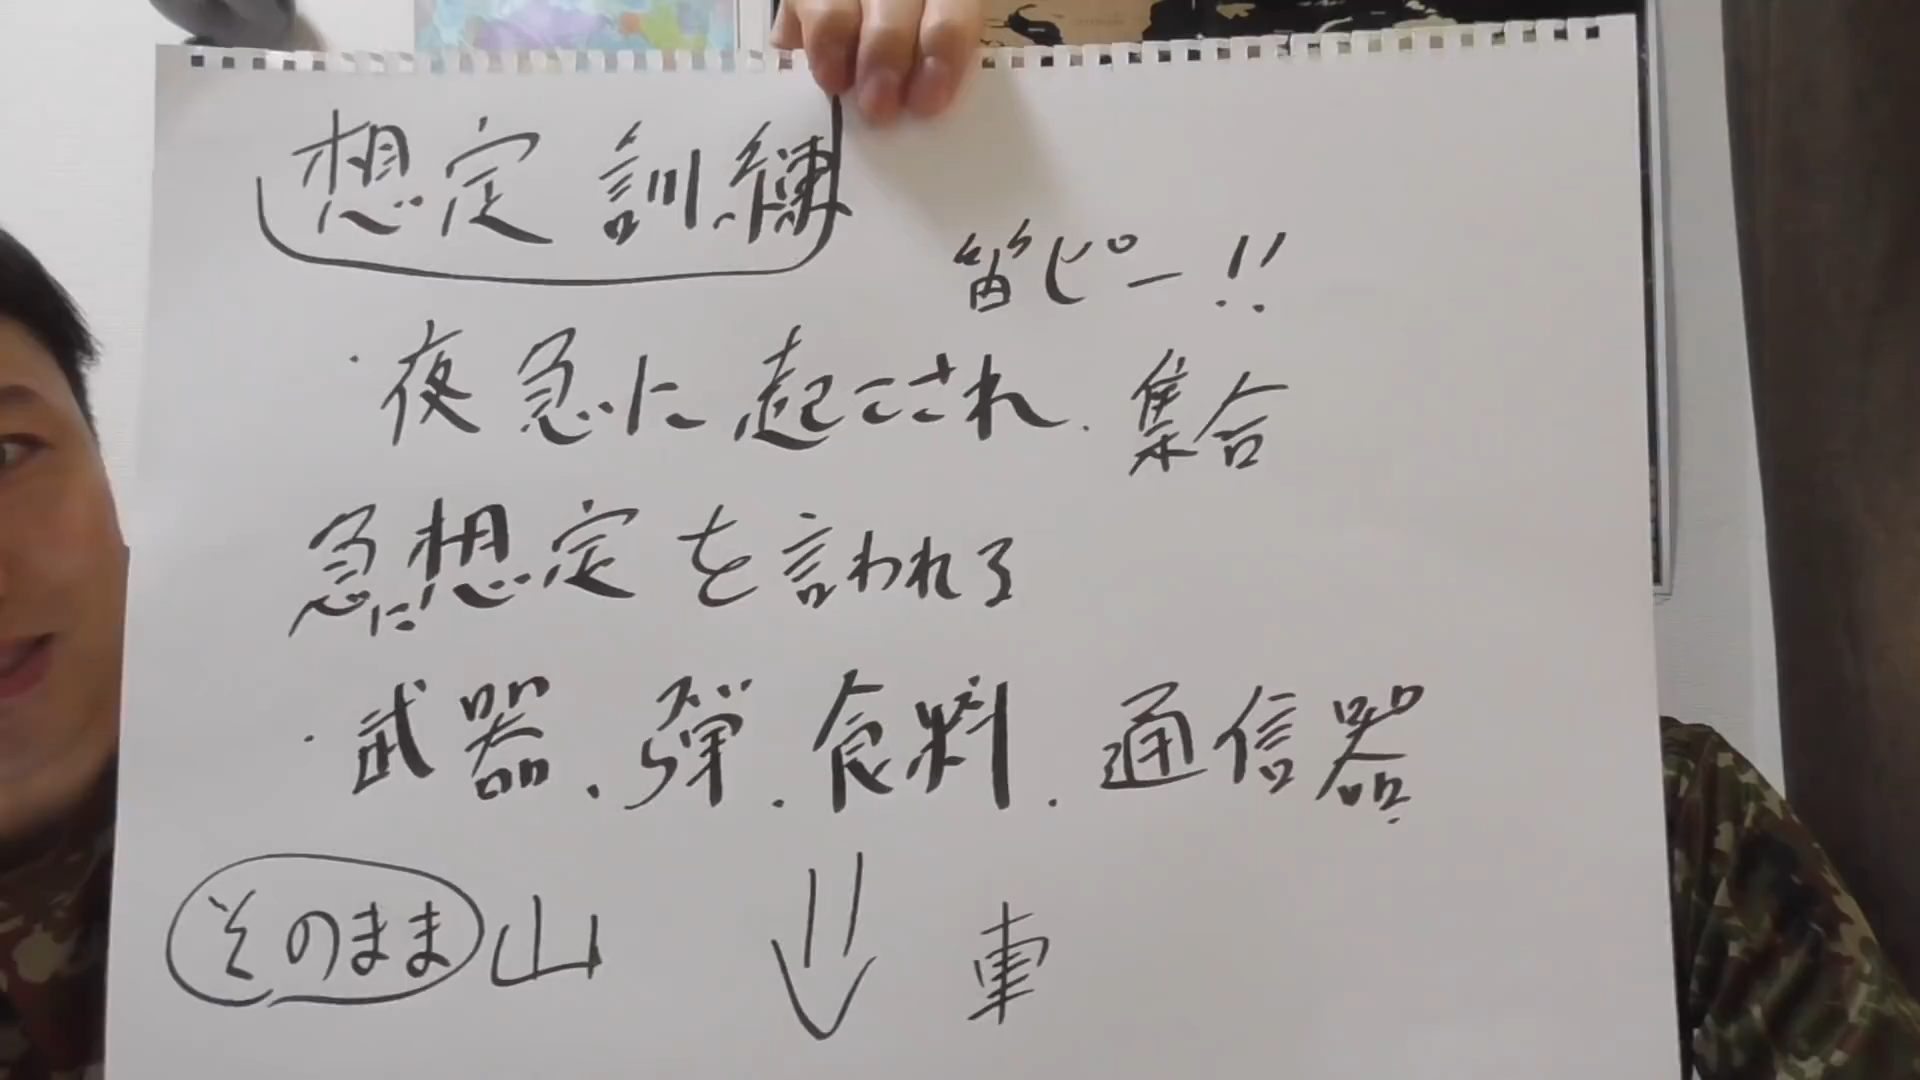 想定訓練
笛ピー!!
・夜急に起こされ、集合
急に想定を言われる
・武器、弾、食料、通信器
そのまま山 車